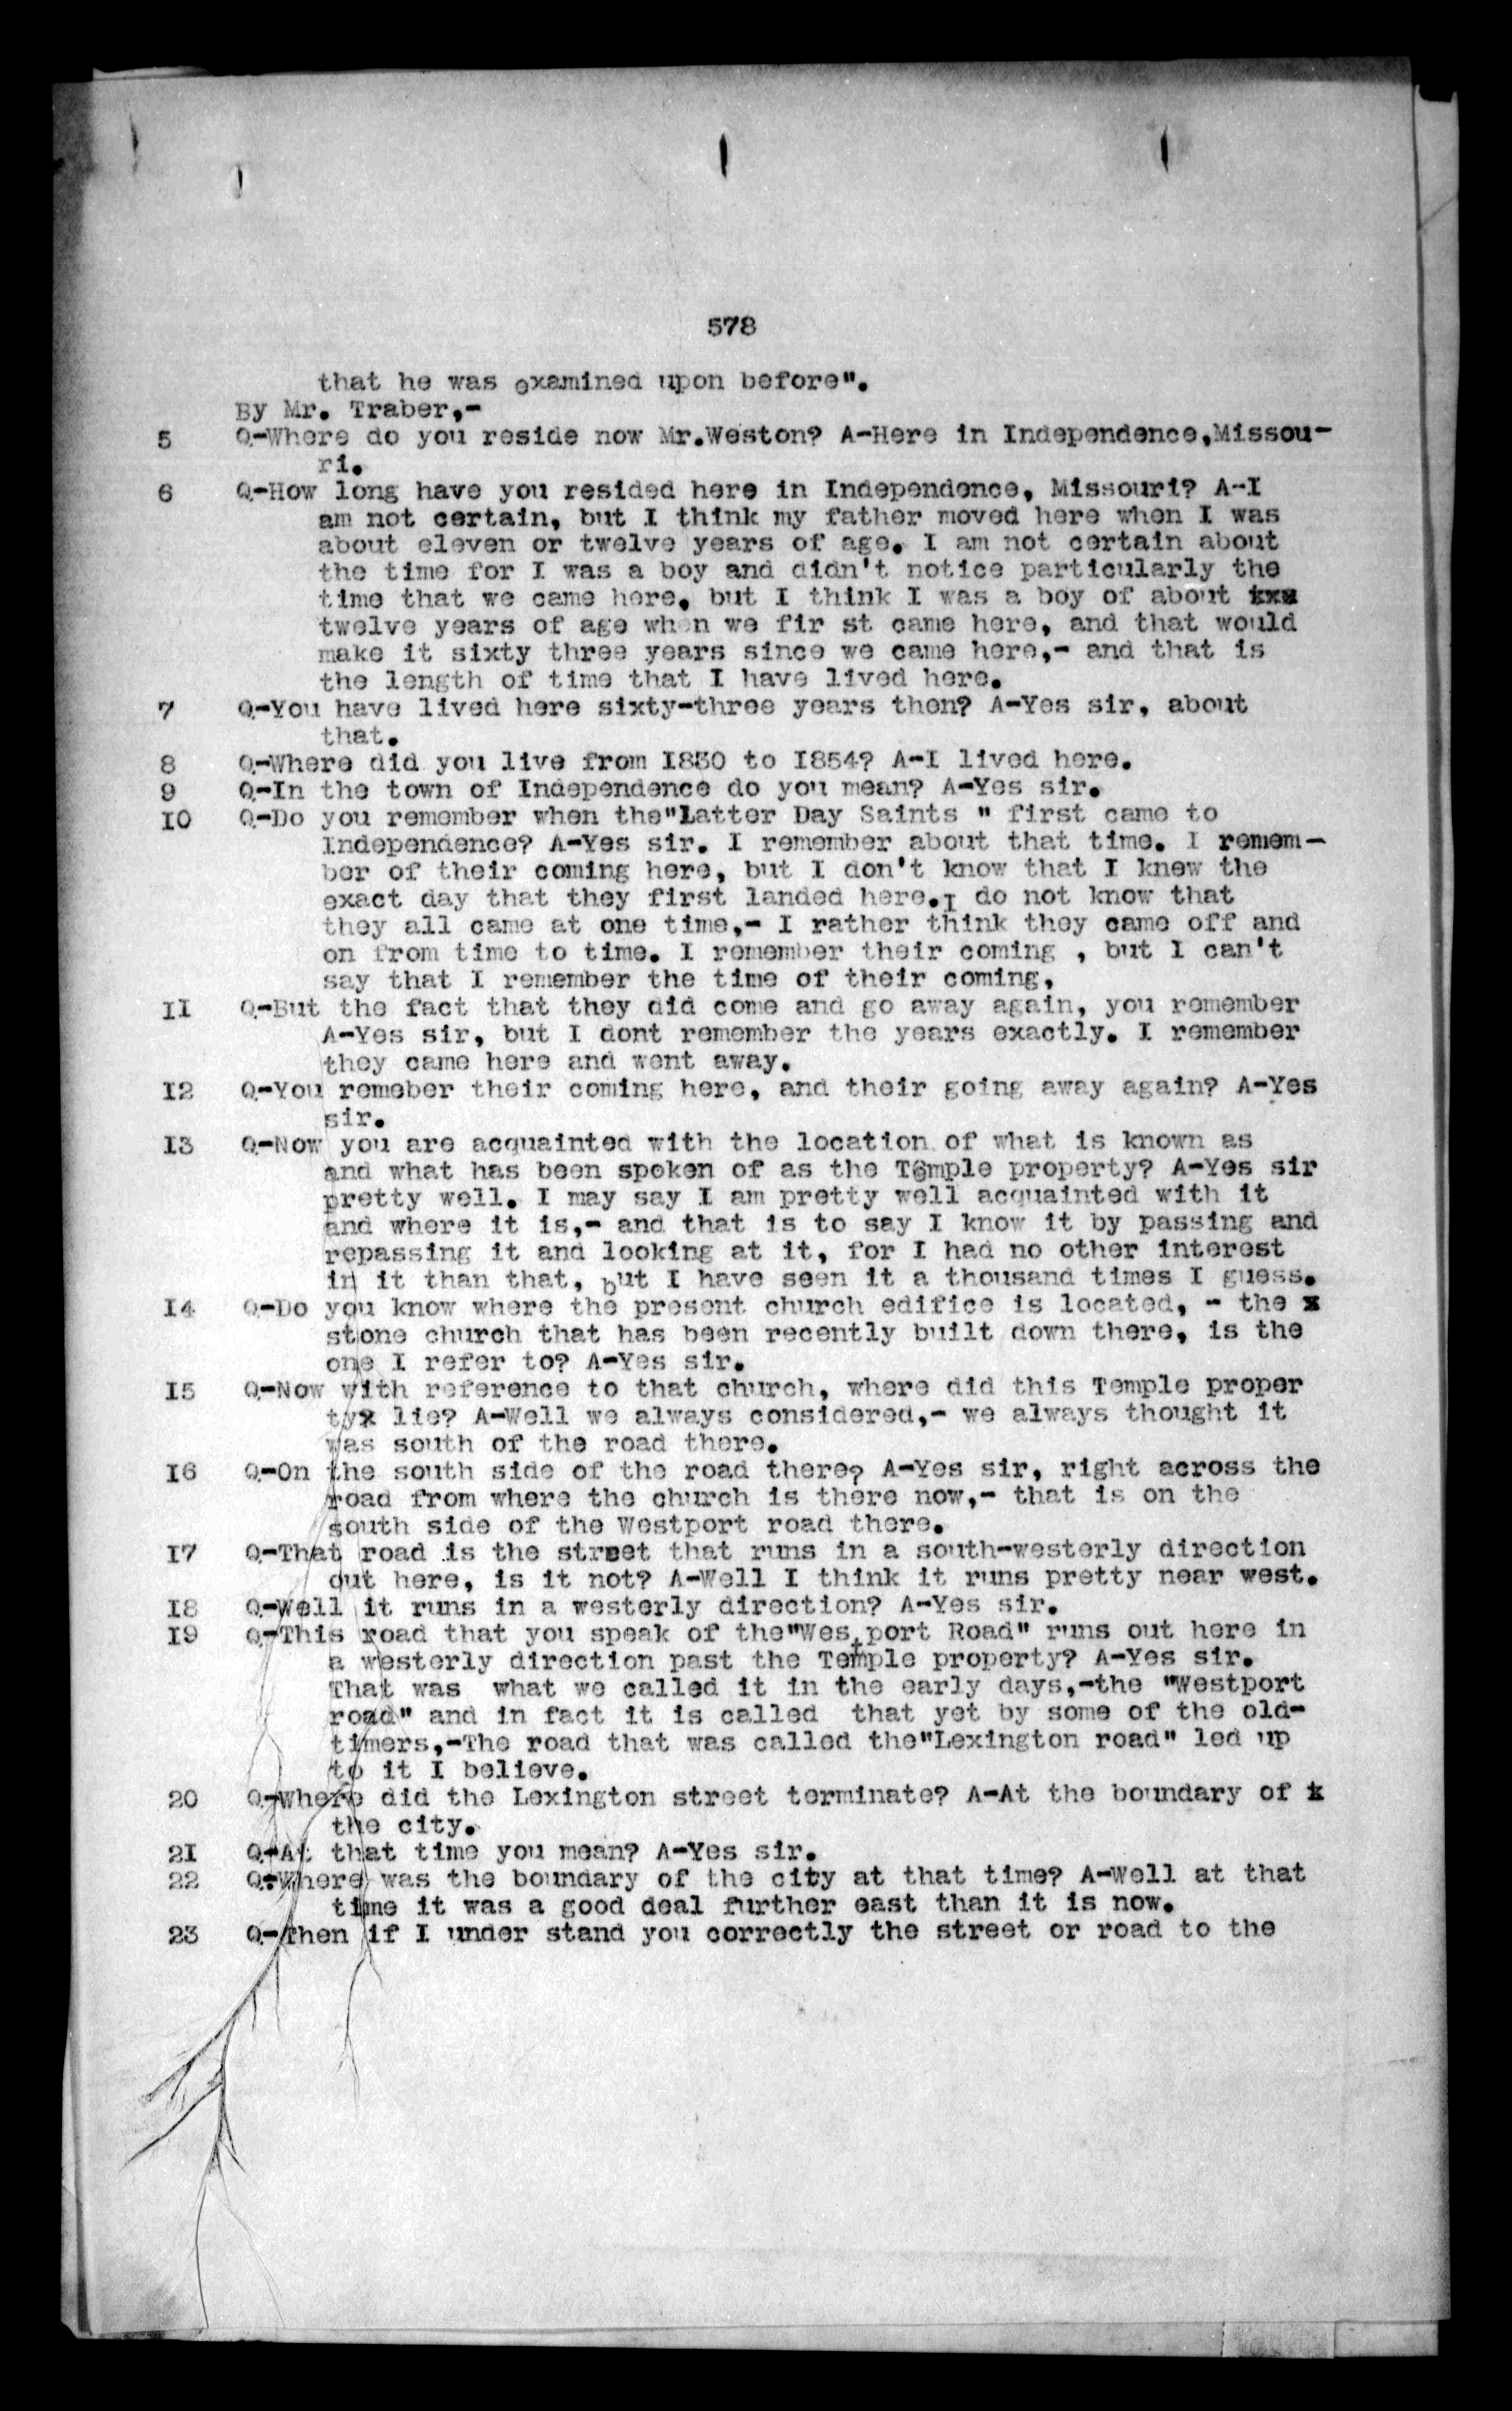 578
that he was examined upon before".
By Mr. Traber,-
5 Q-Where do you reside now Mr.Weston? A-Here in Independence,Missou-
ri.
6 Q-How long have you resided here in Independence, Missouri? A-I
am not certain, but I think my father moved here when I was
about eleven or twelve years of age. I am not certain about
the time for I was a boy and didn't notice particularly the
time that we came here, but I think I was a boy of about txx
twelve years of age when we fir st came here, and that would
make it sixty three years since we came here,- and that is
the length of time that I have lived here.
7 Q-You have lived here sixty-three years then? A-Yes sir, about
that.
8 Q-Where did you live from I830 to I854? A-I lived here.
9 Q-In the town of Independence do you mean? A-Yes sir.
I0 Q-Do you remember when the"Latter Day Saints " first came to
Independence? A-Yes sir. I remember about that time. I remem-
ber of their coming here, but I don't know that I knew the
exact day that they first landed here.I do not know that
they all came at one time,- I rather think they came off and
on from time to time. I remember their coming , but I can't
say that I remember the time of their coming,
II Q-But the fact that they did come and go away again, you remember
A-Yes sir, but I dont remember the years exactly. I remember
they came here and went away.
I2 Q-You remeber their coming here, and their going away again? A-Yes
sir.
I3 Q-Now you are acquainted with the location of what is known as
and what has been spoken of as the Temple property? A-Yes sir
pretty well. I may say I am pretty well acquainted with it
and where it is,- and that is to say I know it by passing and
repassing it and looking at it, for I had no other interest
in it than that, but I have seen it a thousand times I guess.
I4 Q-Do you know where the present church edifice is located, - the x
stone church that has been recently built down there, is the
one I refer to? A-Yes sir.
I5 Q-Now with reference to that church, where did this Temple proper
tyx lie? A-Well we always considered,- we always thought it
was south of the road there.
I6 Q-On the south side of the road there? A-Yes sir, right across the
road from where the church is there now,- that is on the
south side of the Westport road there.
I7 Q-That road is the street that runs in a south-westerly direction
out here, is it not? A-Well I think it runs pretty near west.
I8 Q-Well it runs in a westerly direction? A-Yes sir.
I9 Q-This road that you speak of the"Westport Road" runs out here in
a westerly direction past the Temple property? A-Yes sir.
That was what we called it in the early days,-the "Westport
road" and in fact it is called that yet by some of the old-
timers,-The road that was called the"Lexington road" led up
to it I believe.
20 Q-Where did the Lexington street terminate? A-At the boundary of x
the city.
2I Q-At that time you mean? A-Yes sir.
22 Q-Where was the boundary of the city at that time? A-Well at that
time it was a good deal further east than it is now.
23 Q-Then if I under stand you correctly the street or road to the